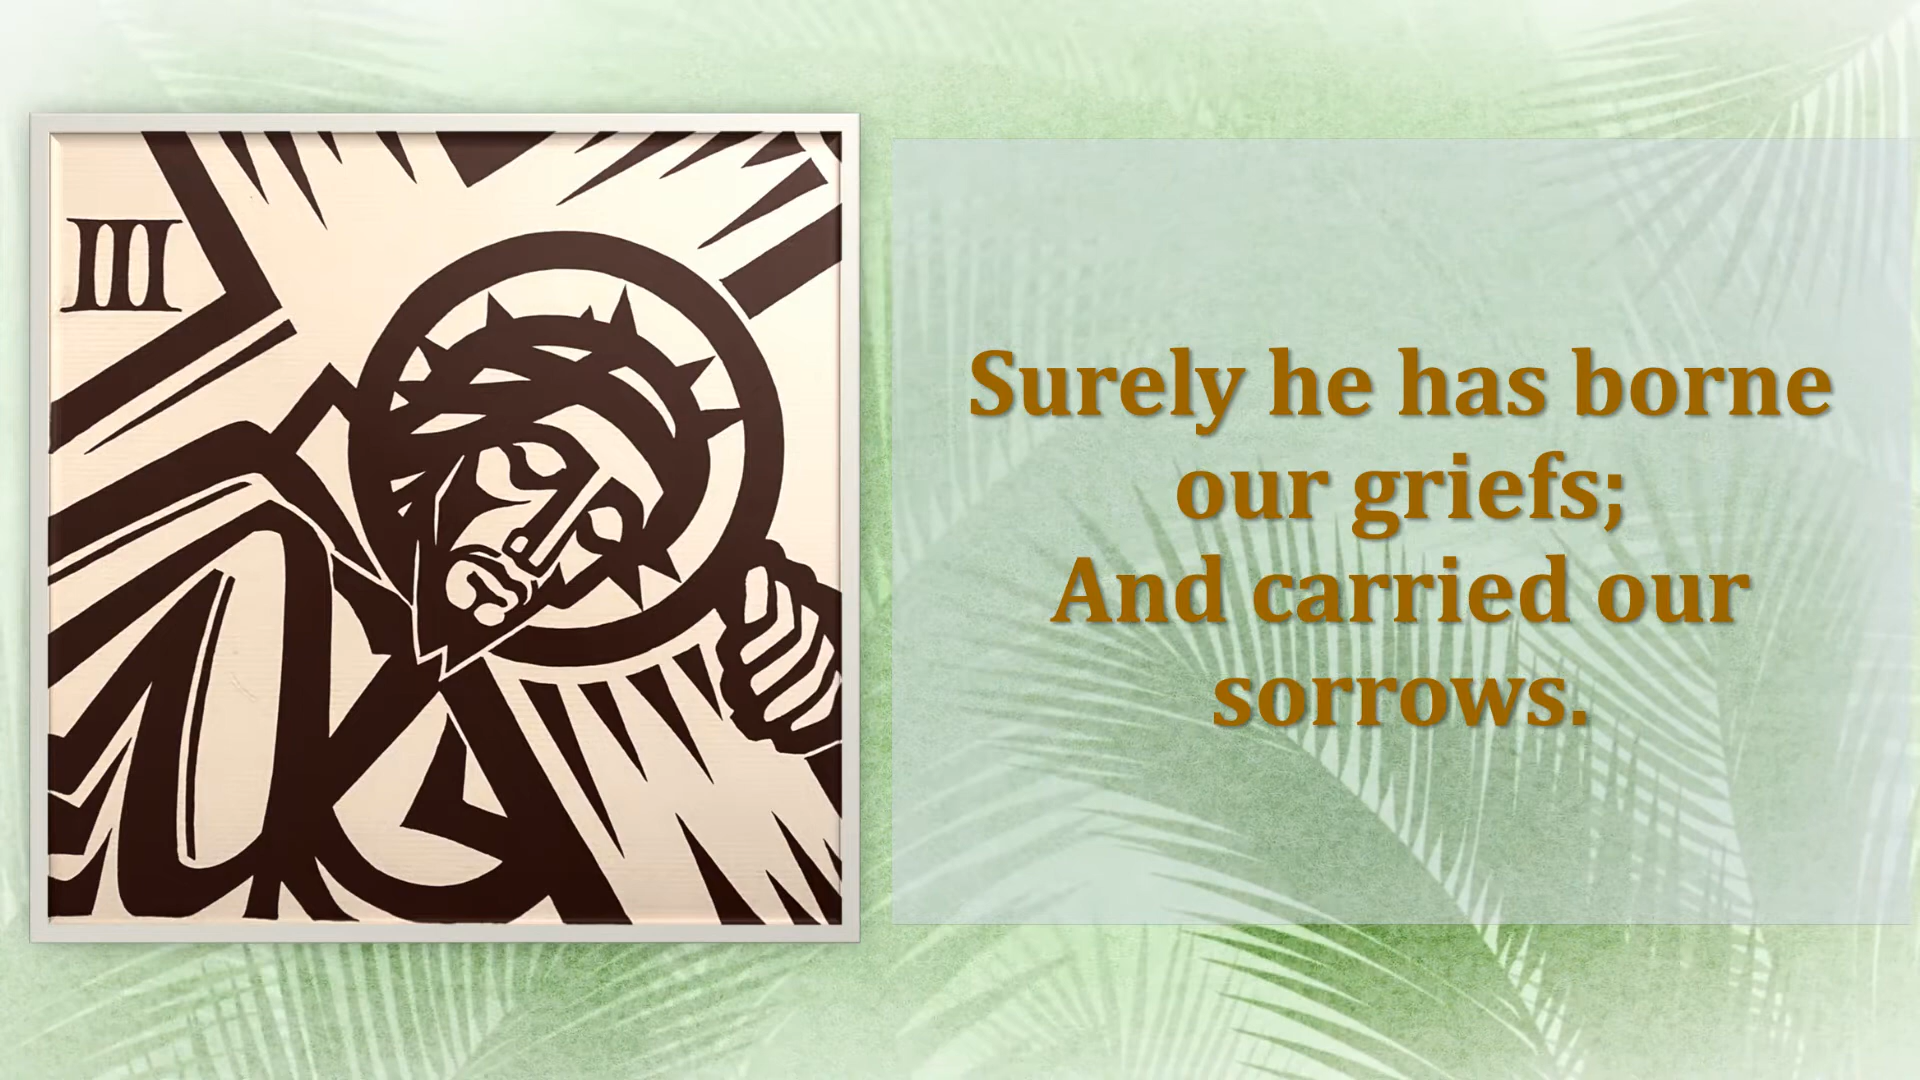 III
Surely he has borne
our griefs;
And carried our
sorrows.